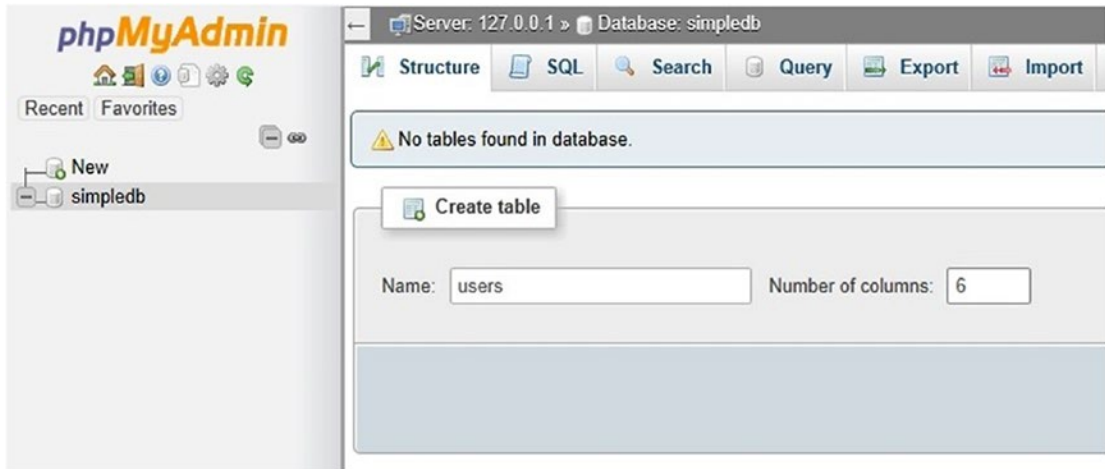 phpMyAdmin
Recent Favorites
New
simpledb
Server: 127.0.0.1 » Database: simpledb
Structure SQL Search Query Export Import
No tables found in database.
Create table
Name: users Number of columns: 6